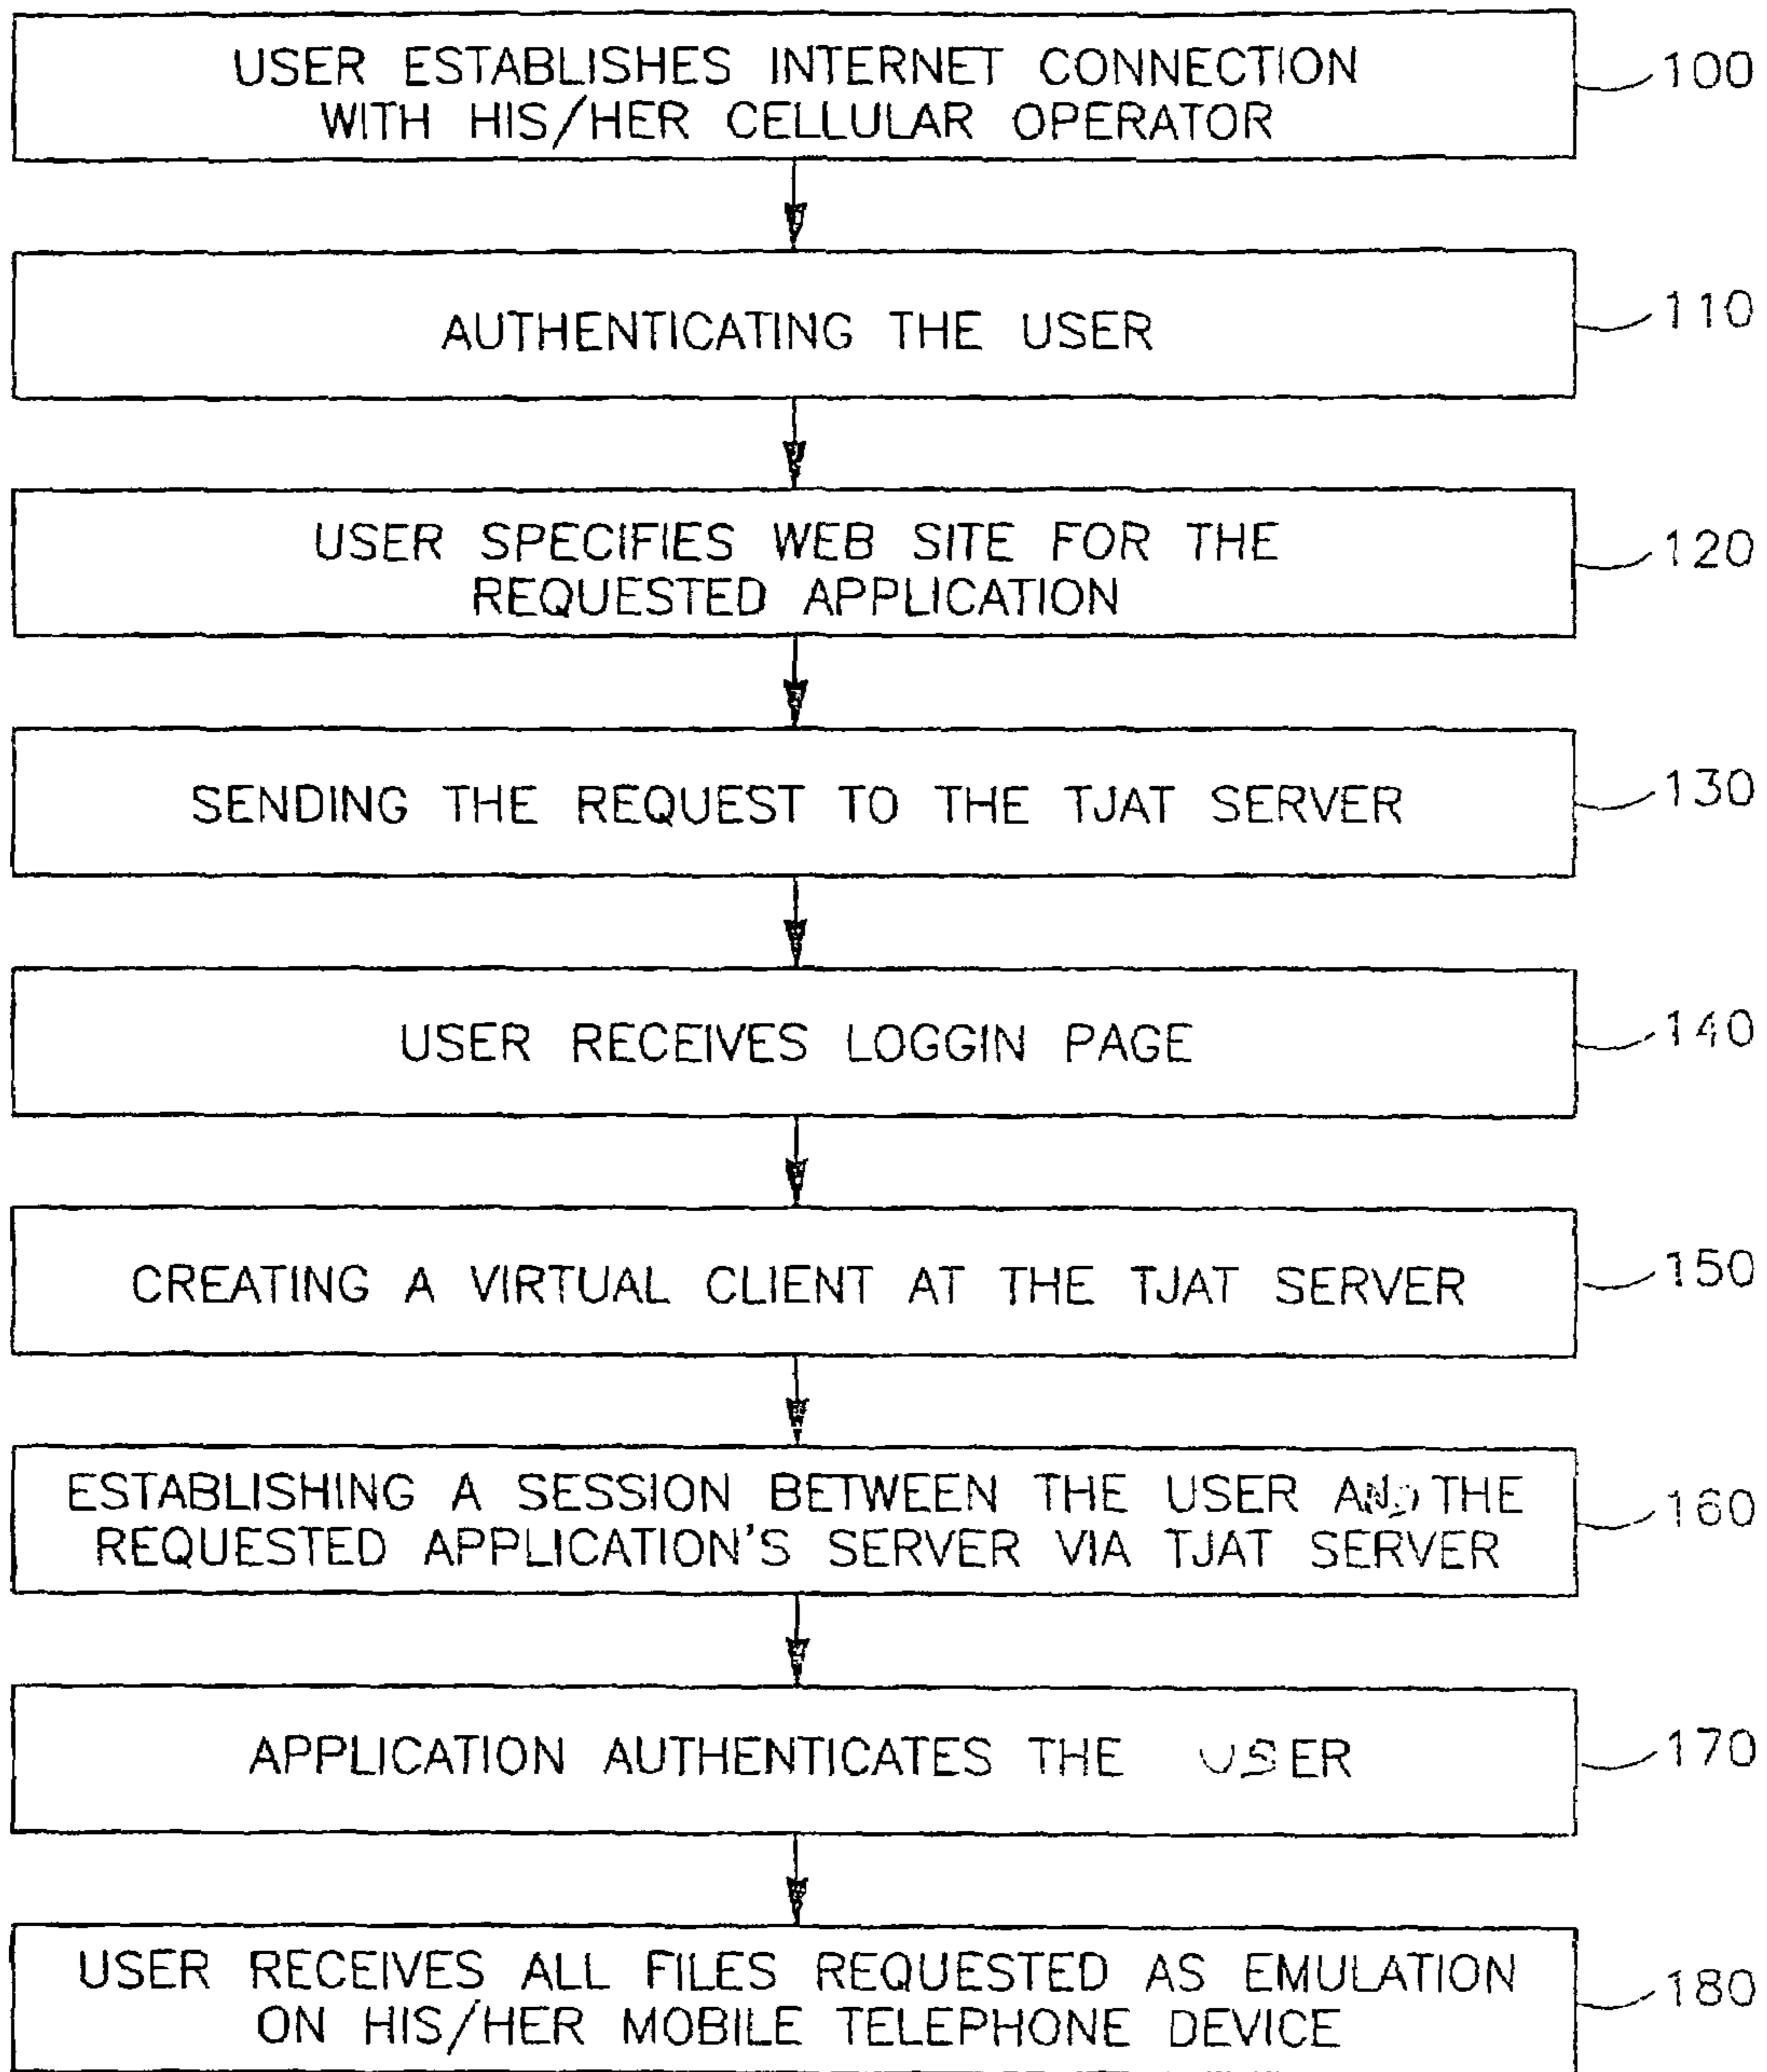 USER ESTABLISHES INTERNET CONNECTION
WITH HIS/HER CELLULAR OPERATOR
100
AUTHENTICATING THE USER
110
USER SPECIFIES WEB SITE FOR THE
REQUESTED APPLICATION
120
SENDING THE REQUEST TO THE TJAT SERVER
130
USER RECEIVES LOGGIN PAGE
140
CREATING A VIRTUAL CLIENT AT THE TJAT SERVER
150
ESTABLISHING A SESSION BETWEEN THE USER AND THE
REQUESTED APPLICATION'S SERVER VIA TJAT SERVER
160
APPLICATION AUTHENTICATES THE USER
170
USER RECEIVES ALL FILES REQUESTED AS EMULATION
ON HIS/HER MOBILE TELEPHONE DEVICE
180